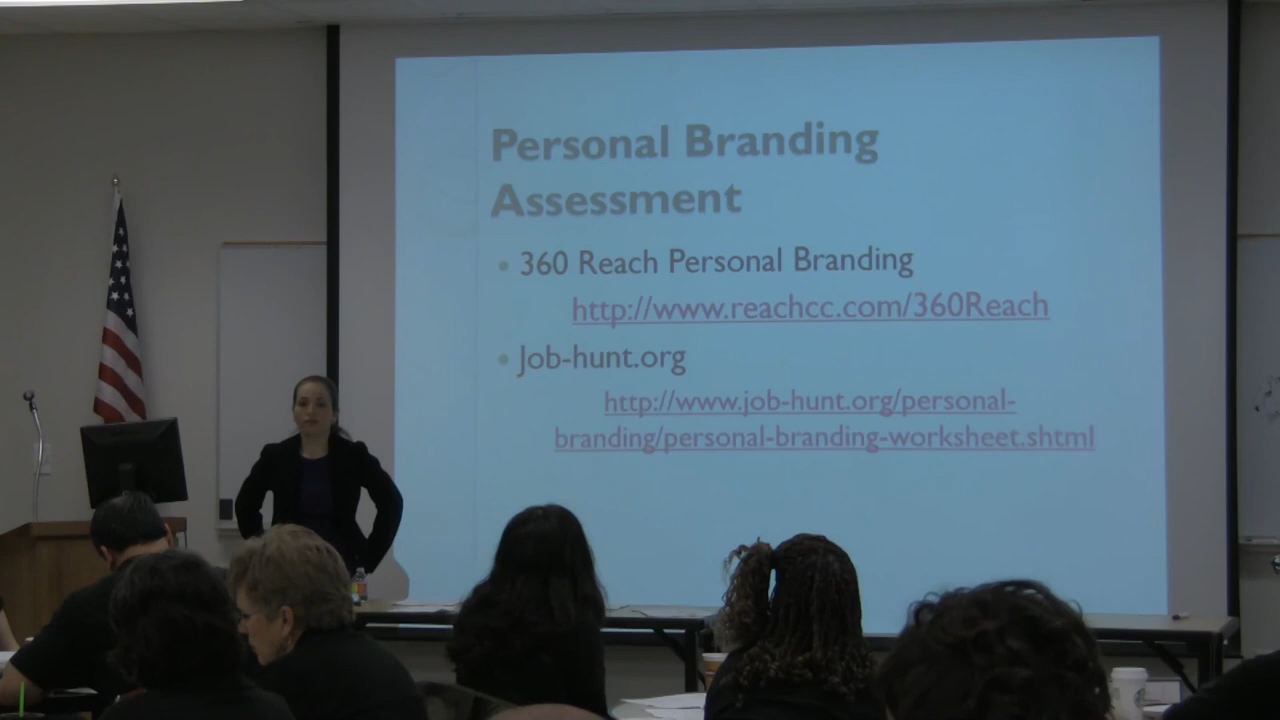 Personal Branding
Assessment
• 360 Reach Personal Branding
http://www.reachcc.com/360Reach
• Job-hunt.org
http://www.job-hunt.org/personal-
branding/personal-branding-worksheet.shtml